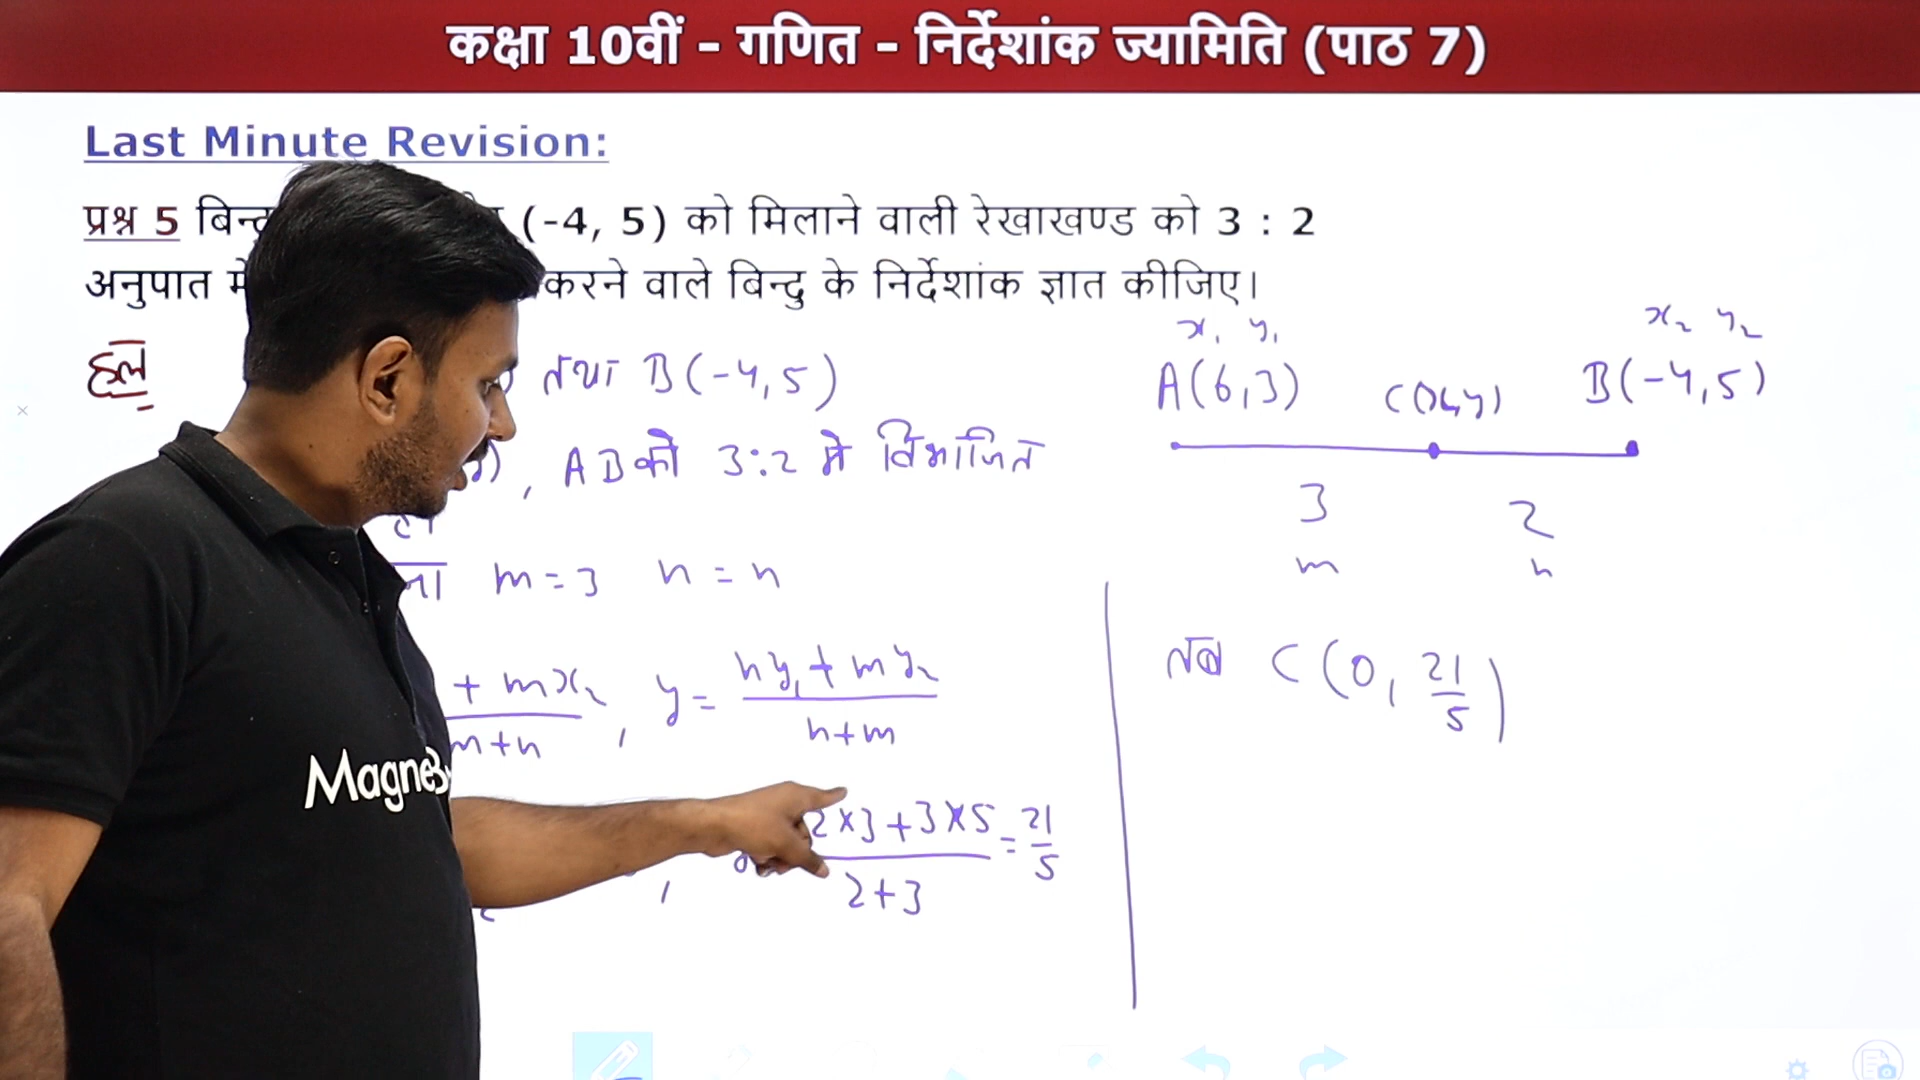 कक्षा 10वीं - गणित - निर्देशांक ज्यामिति (पाठ 7)
Last Minute Revision:
प्रश्न 5 (-4, 5) को मिलाने वाली रेखाखण्ड को 3 : 2
अनुपात करने वाले बिन्दु के निर्देशांक ज्ञात कीजिए।
हल तथा B(-4,5)
, AB को 3:2 में विभाजित
m = 3 n = n
+ mx₂ / m+n , y = ny₁ + my₂ / n+m
, 2×3+3×5 / 2+3 = 21/5
x₁ y₁ x₂ y₂
A(6,3) C(x,y) B(-4,5)
3 2
m n
तब C(0, 21/5)
Magne